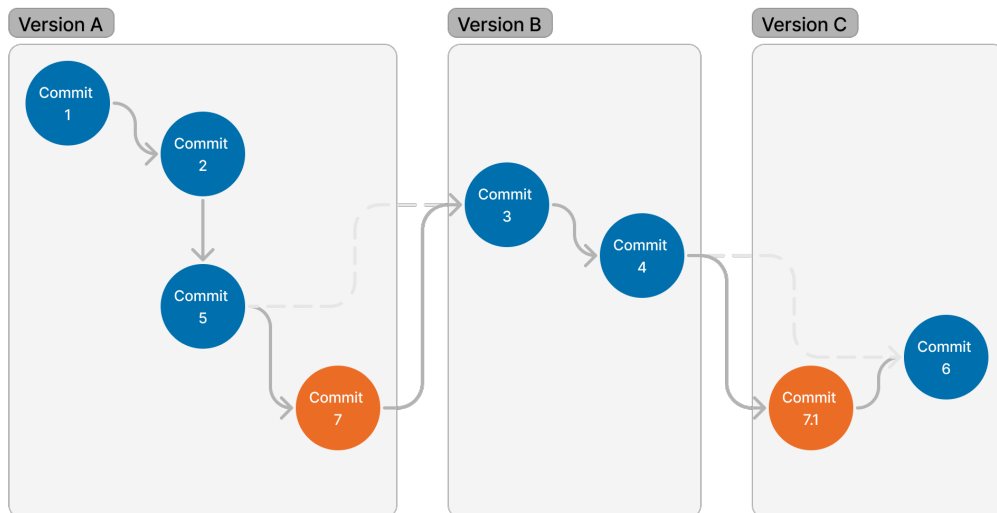 Version A
Version B
Version C
Commit
1
Commit
2
Commit
3
Commit
4
Commit
5
Commit
6
Commit
7
Commit
7.1